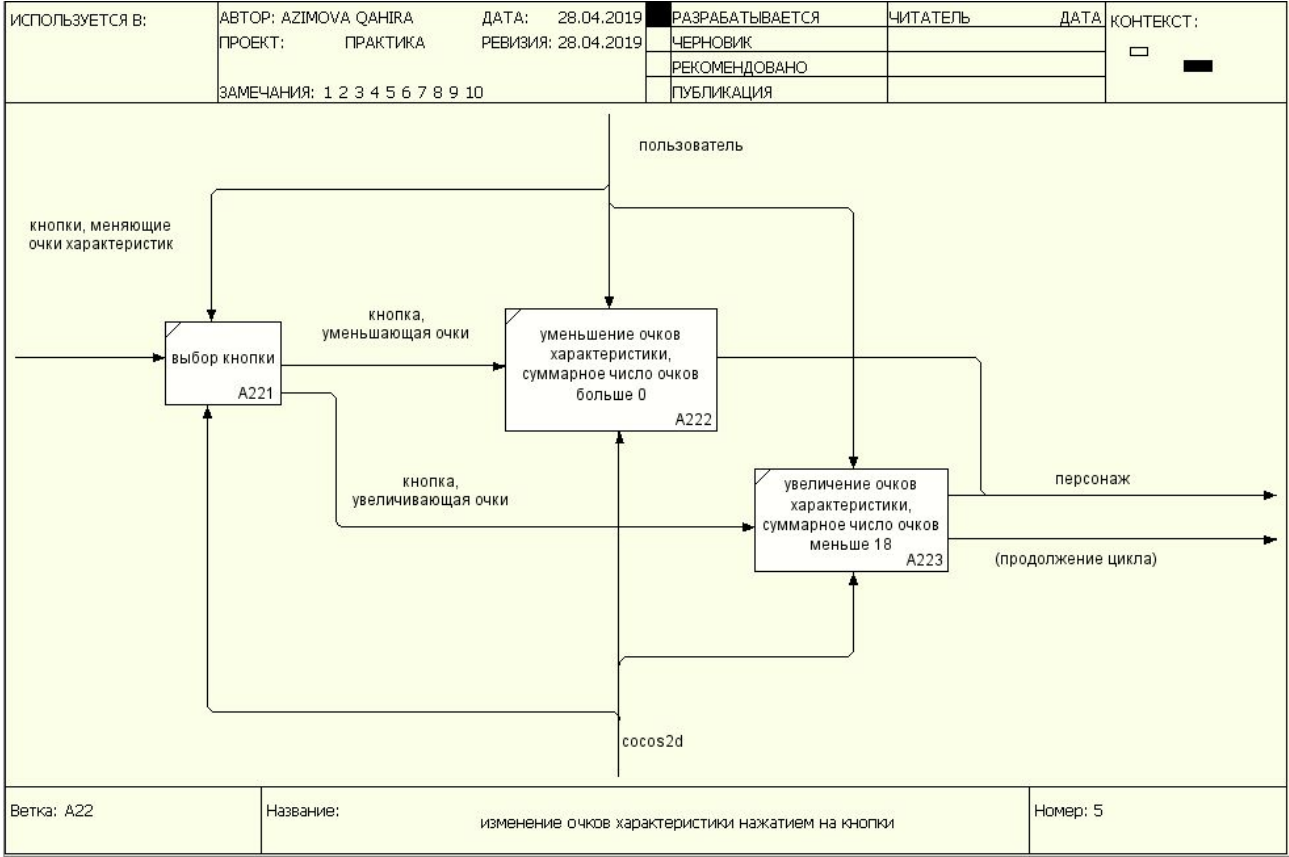 ИСПОЛЬЗУЕТСЯ В:
АВТОР: AZIMOVA QAHIRA
ДАТА: 28.04.2019
РАЗРАБАТЫВАЕТСЯ
ЧИТАТЕЛЬ
ДАТА
КОНТЕКСТ:
ПРОЕКТ: ПРАКТИКА
РЕВИЗИЯ: 28.04.2019
ЧЕРНОВИК
РЕКОМЕНДОВАНО
ЗАМЕЧАНИЯ: 1 2 3 4 5 6 7 8 9 10
ПУБЛИКАЦИЯ
пользователь
кнопки, меняющие
очки характеристик
кнопка,
уменьшающая очки
выбор кнопки
A221
уменьшение очков
характеристики,
суммарное число очков
больше 0
A222
кнопка,
увеличивающая очки
увеличение очков
характеристики,
суммарное число очков
меньше 18
A223
персонаж
(продолжение цикла)
cocos2d
Ветка: A22
Название:
изменение очков характеристики нажатием на кнопки
Номер: 5